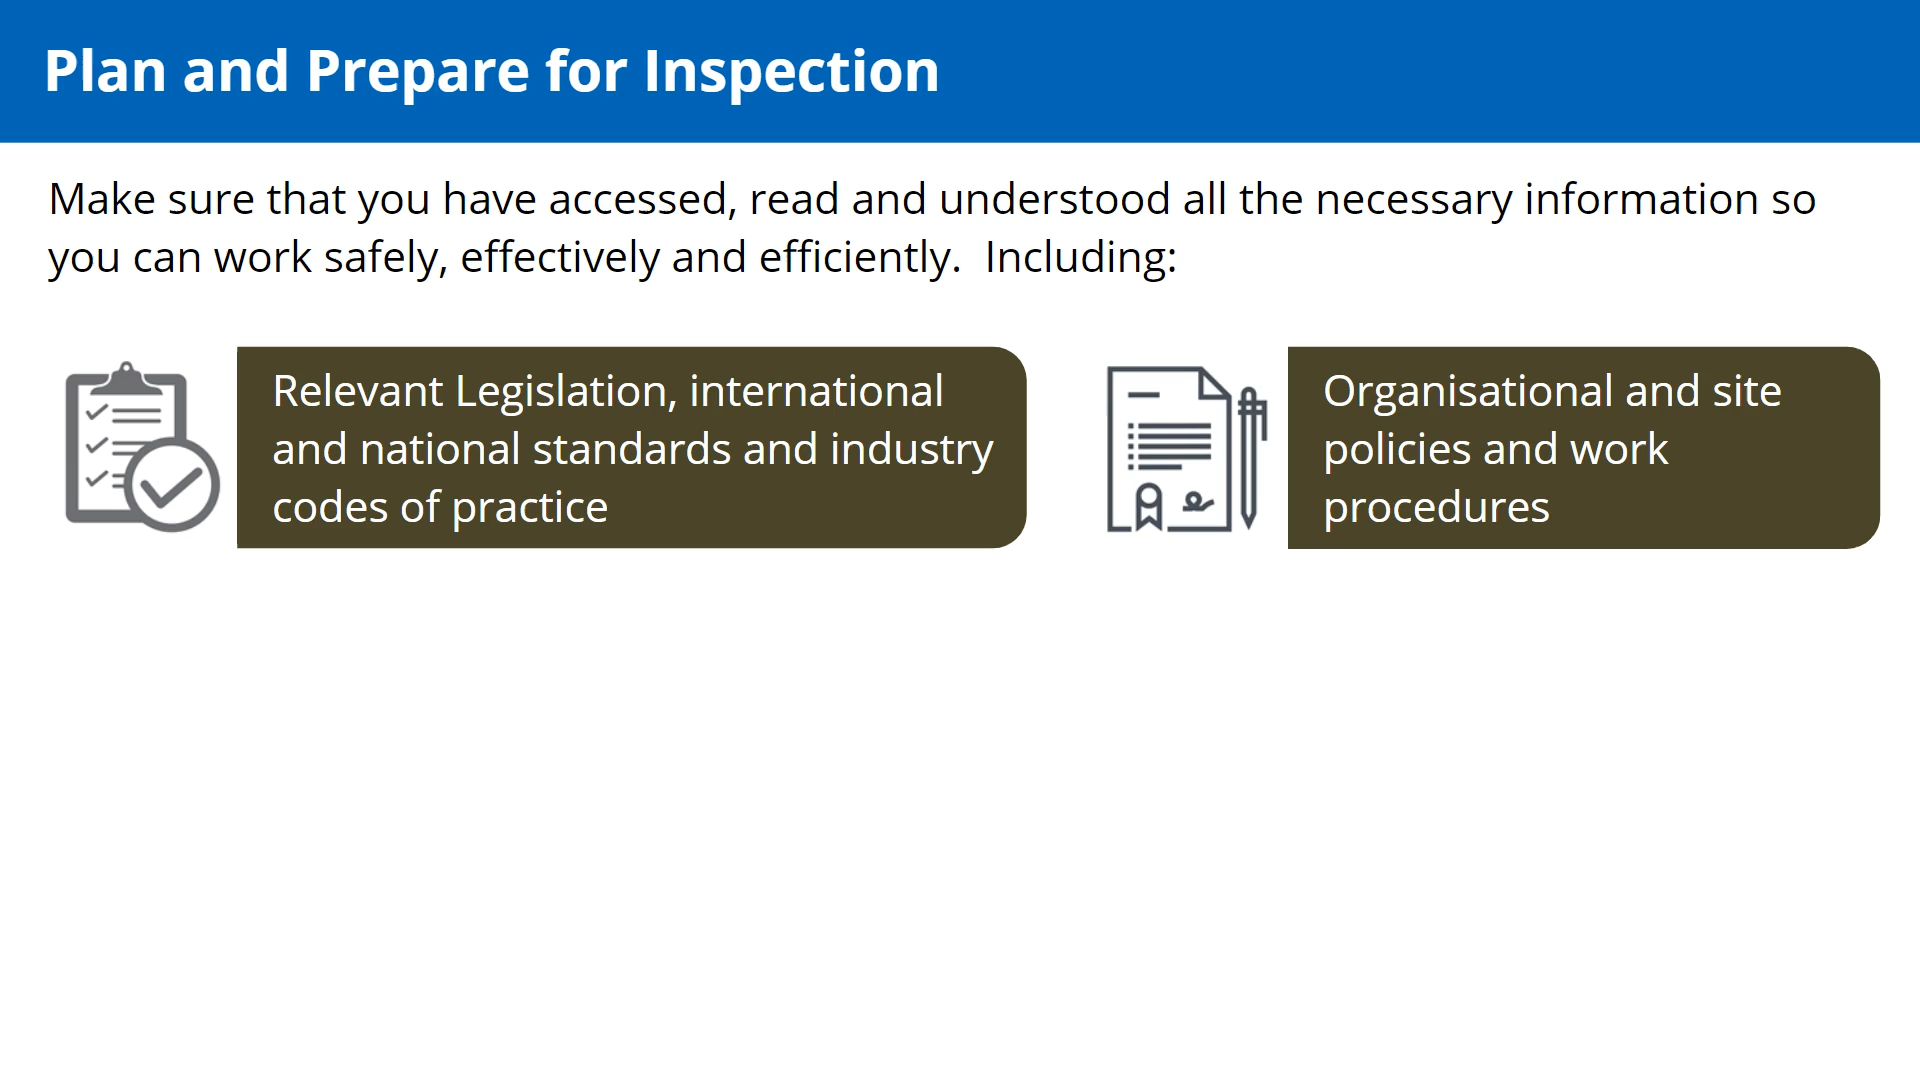 Plan and Prepare for Inspection
Make sure that you have accessed, read and understood all the necessary information so
you can work safely, effectively and efficiently.  Including:
Relevant Legislation, international
and national standards and industry
codes of practice
Organisational and site
policies and work
procedures